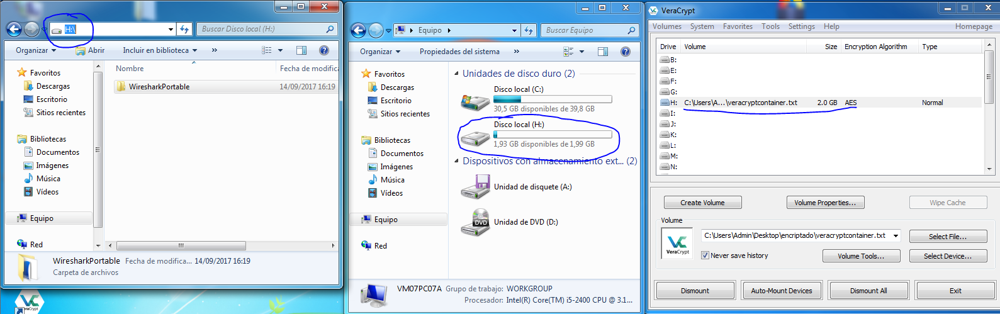 H:\
Buscar Disco local (H:)
Organizar
Abrir
Incluir en biblioteca
»
Favoritos
Descargas
Escritorio
Sitios recientes
Bibliotecas
Documentos
Imágenes
Música
Vídeos
Equipo
Red
Nombre
Fecha de modifica
WiresharkPortable
14/09/2017 16:19
WiresharkPortable Fecha de modifica... 14/09/2017 16:19
Carpeta de archivos
VeraCrypt
Equipo
Buscar Equipo
Organizar
Propiedades del sistema
»
Favoritos
Descargas
Escritorio
Sitios recientes
Bibliotecas
Documentos
Imágenes
Música
Vídeos
Equipo
Red
Unidades de disco duro (2)
Disco local (C:)
30,5 GB disponibles de 39,8 GB
Disco local (H:)
1,93 GB disponibles de 1,99 GB
Dispositivos con almacenamiento ext... (2)
Unidad de disquete (A:)
DVD
Unidad de DVD (D:)
VM07PC07A Grupo de trabajo: WORKGROUP
Procesador: Intel(R) Core(TM) i5-2400 CPU @ 3.1...
VeraCrypt
Volumes System Favorites Tools Settings Help Homepage
Drive Volume Size Encryption Algorithm Type
B:
E:
F:
G:
H: C:\Users\A...\veracryptcontainer.txt 2.0 GB AES Normal
I:
J:
K:
L:
M:
N:
Create Volume
Volume Properties...
Wipe Cache
Volume
VeraCrypt
C:\Users\Admin\Desktop\encriptado\veracryptcontainer.txt
Select File...
Never save history
Volume Tools...
Select Device...
Dismount
Auto-Mount Devices
Dismount All
Exit